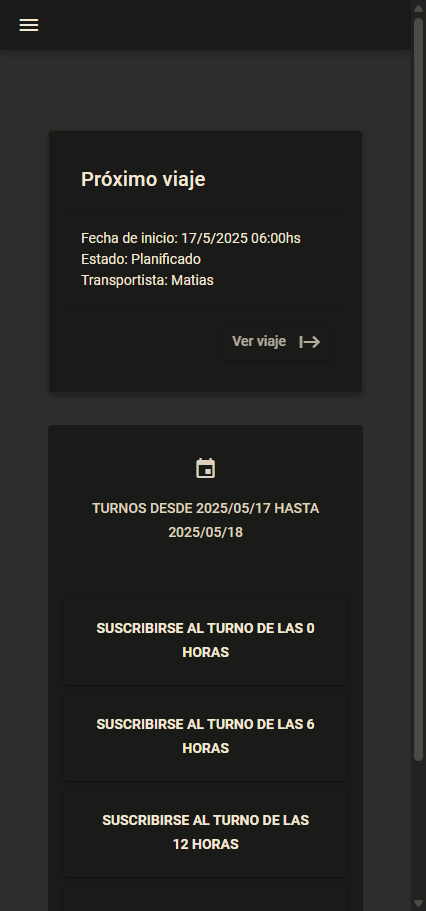 Próximo viaje
Fecha de inicio: 17/5/2025 06:00hs
Estado: Planificado
Transportista: Matias
Ver viaje
TURNOS DESDE 2025/05/17 HASTA
2025/05/18
SUSCRIBIRSE AL TURNO DE LAS 0
HORAS
SUSCRIBIRSE AL TURNO DE LAS 6
HORAS
SUSCRIBIRSE AL TURNO DE LAS
12 HORAS